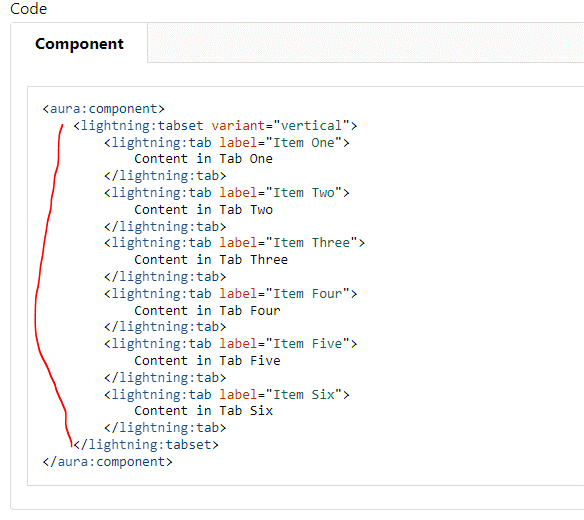 Code
Component
<aura:component>
<lightning:tabset variant="vertical">
<lightning:tab label="Item One">
Content in Tab One
</lightning:tab>
<lightning:tab label="Item Two">
Content in Tab Two
</lightning:tab>
<lightning:tab label="Item Three">
Content in Tab Three
</lightning:tab>
<lightning:tab label="Item Four">
Content in Tab Four
</lightning:tab>
<lightning:tab label="Item Five">
Content in Tab Five
</lightning:tab>
<lightning:tab label="Item Six">
Content in Tab Six
</lightning:tab>
</lightning:tabset>
</aura:component>